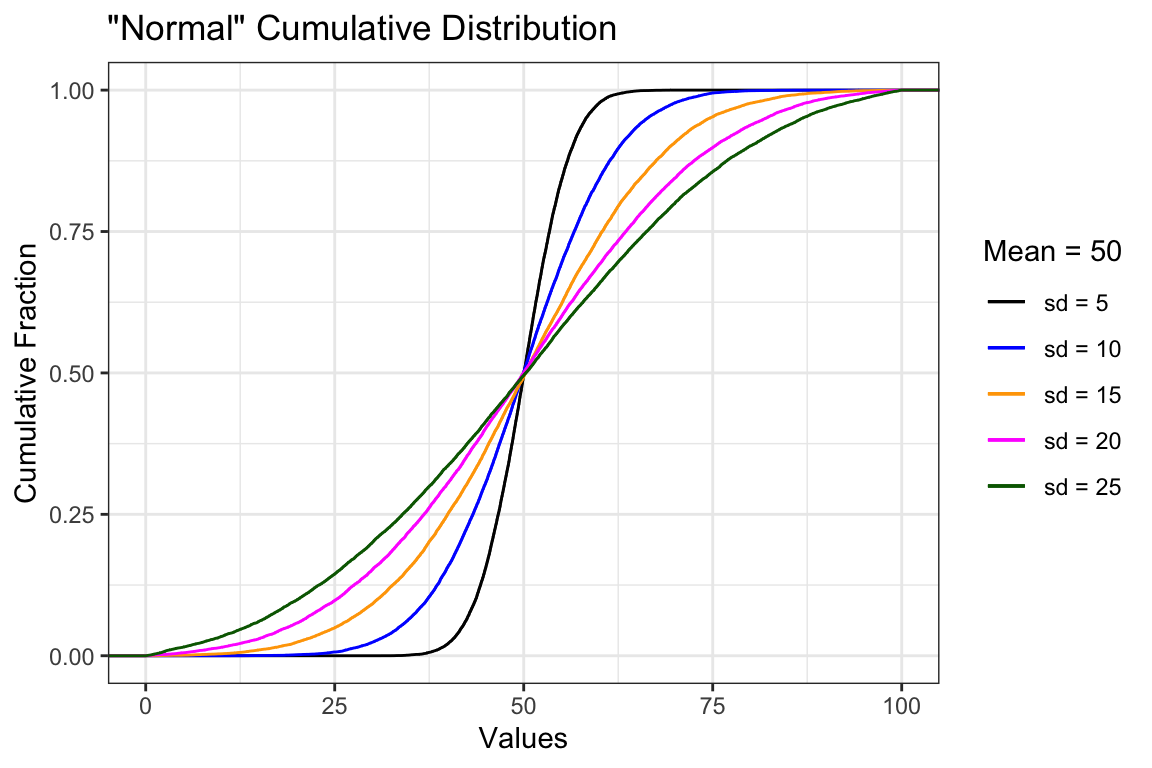 "Normal" Cumulative Distribution
1.00
0.75
0.50
0.25
0.00
Cumulative Fraction
0 25 50 75 100
Values
Mean = 50
sd = 5
sd = 10
sd = 15
sd = 20
sd = 25